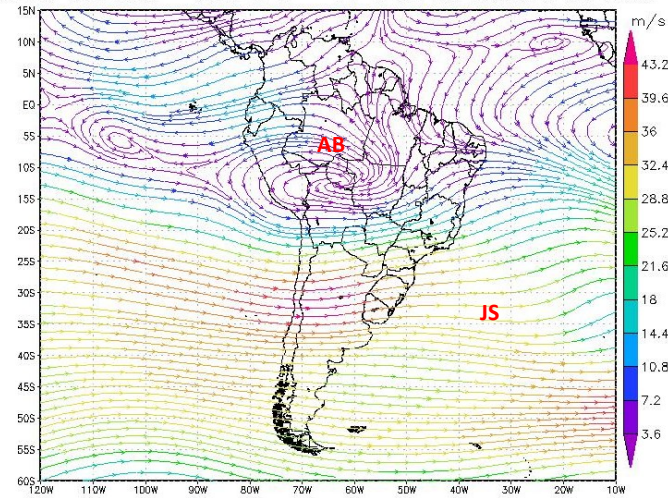 m/s
15N
10N
5N
EQ
5S
10S
15S
20S
25S
30S
35S
40S
45S
50S
55S
60S
AB
JS
43.2
39.6
36
32.4
28.8
25.2
21.6
18
14.4
10.8
7.2
3.6
120W 110W 100W 90W 80W 70W 60W 50W 40W 30W 20W 10W